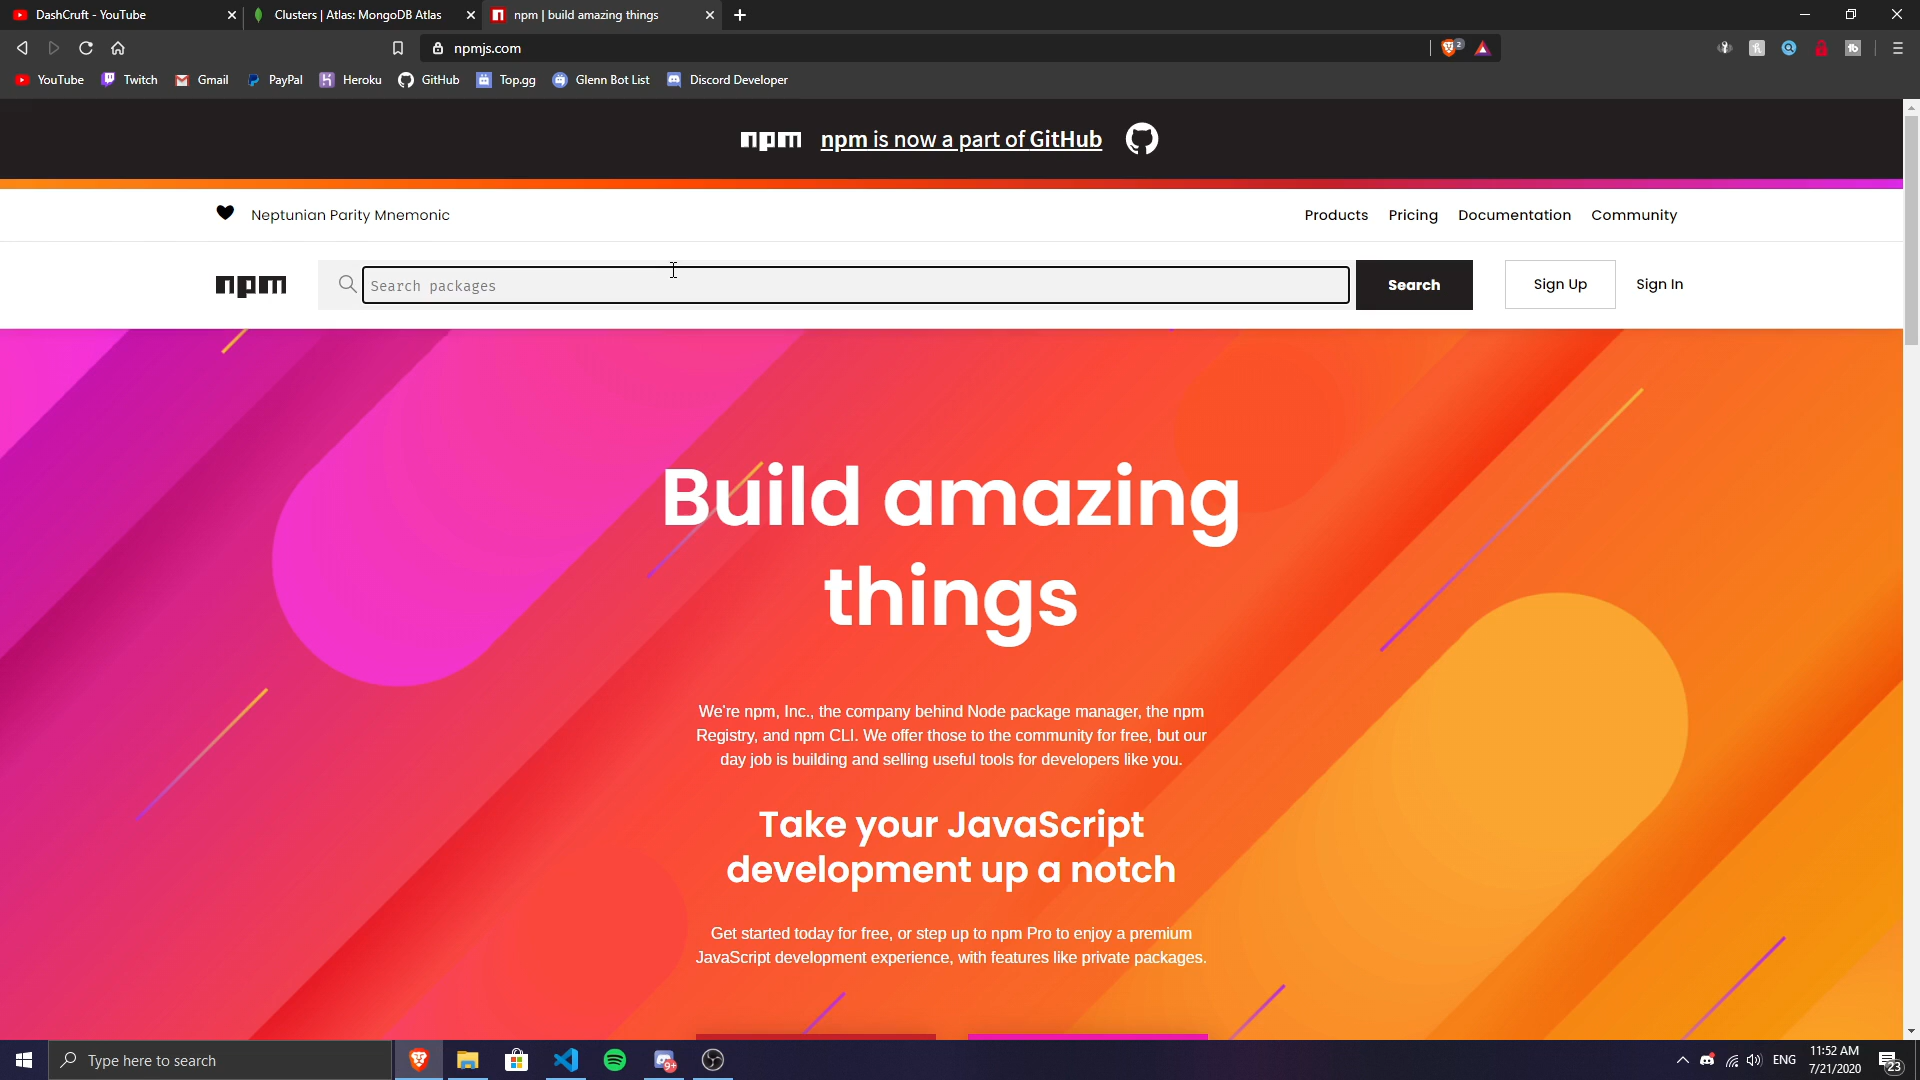 DashCruft - YouTube
Clusters | Atlas: MongoDB Atlas
npm | build amazing things
npmjs.com
2
YouTube
Twitch
Gmail
PayPal
Heroku
GitHub
Top.gg
Glenn Bot List
Discord Developer
npm npm is now a part of GitHub
Neptunian Parity Mnemonic
Products
Pricing
Documentation
Community
npm
Search packages
Search
Sign Up
Sign In
Build amazing
things
We're npm, Inc., the company behind Node package manager, the npm
Registry, and npm CLI. We offer those to the community for free, but our
day job is building and selling useful tools for developers like you.
Take your JavaScript
development up a notch
Get started today for free, or step up to npm Pro to enjoy a premium
JavaScript development experience, with features like private packages.
Type here to search
9+
ENG
11:52 AM
7/21/2020
23